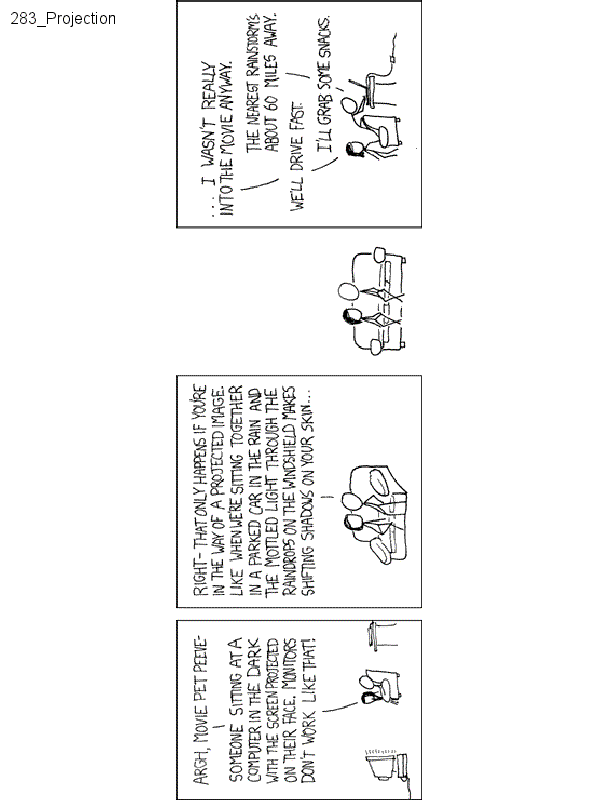 283_Projection
ARGH, MOVIE PET PEEVE-
SOMEONE SITTING AT A
COMPUTER IN THE DARK
WITH THE SCREEN PROJECTED
ON THEIR FACE. MONITORS
DON'T WORK LIKE THAT!
RIGHT- THAT ONLY HAPPENS IF YOU'RE
IN THE WAY OF A PROJECTED IMAGE.
LIKE WHEN WE'RE SITTING TOGETHER
IN A PARKED CAR IN THE RAIN AND
THE MOTTLED LIGHT THROUGH THE
RAINDROPS ON THE WINDSHIELD MAKES
SHIFTING SHADOWS ON YOUR SKIN...
... I WASN'T REALLY
INTO THE MOVIE ANYWAY.
THE NEAREST RAINSTORM'S
ABOUT 60 MILES AWAY.
WE'LL DRIVE FAST.
I'LL GRAB SOME SNACKS.